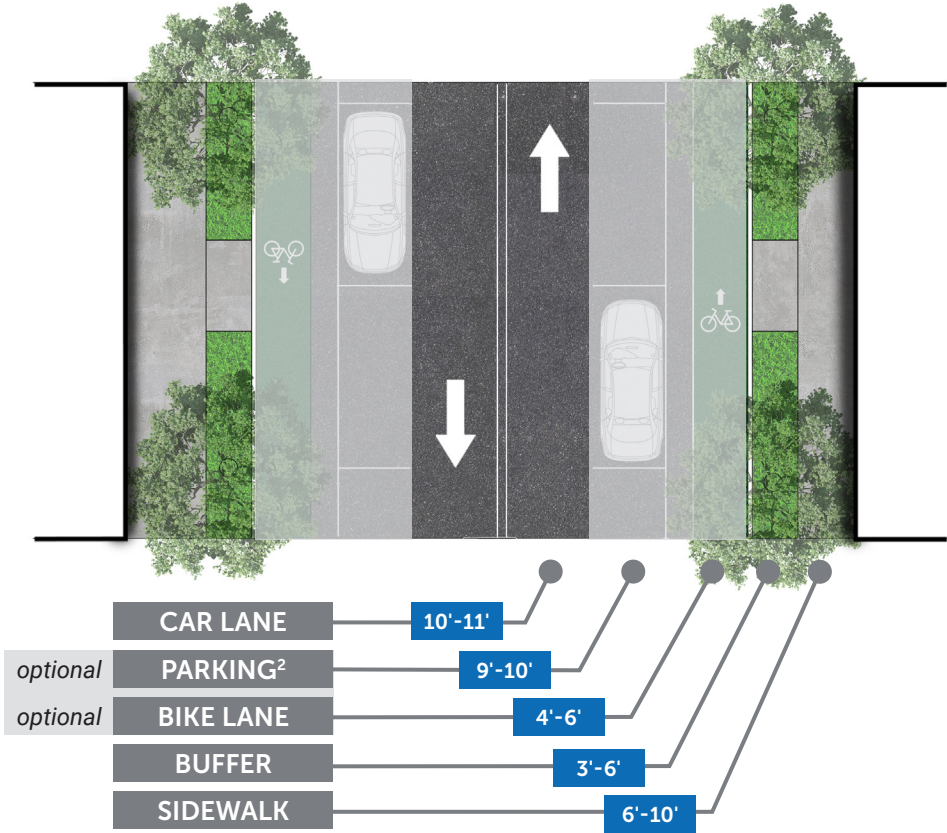 CAR LANE 10'-11'
optional PARKING² 9'-10'
optional BIKE LANE 4'-6'
BUFFER 3'-6'
SIDEWALK 6'-10'